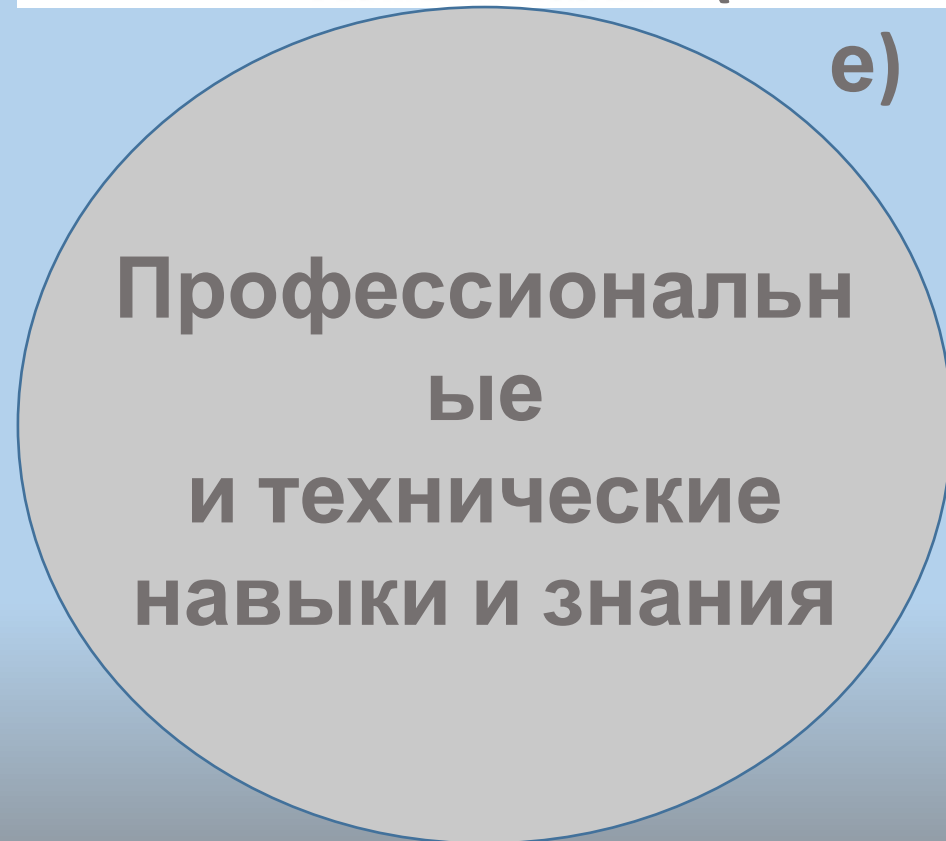 е)
Профессиональн
ые
и технические
навыки и знания